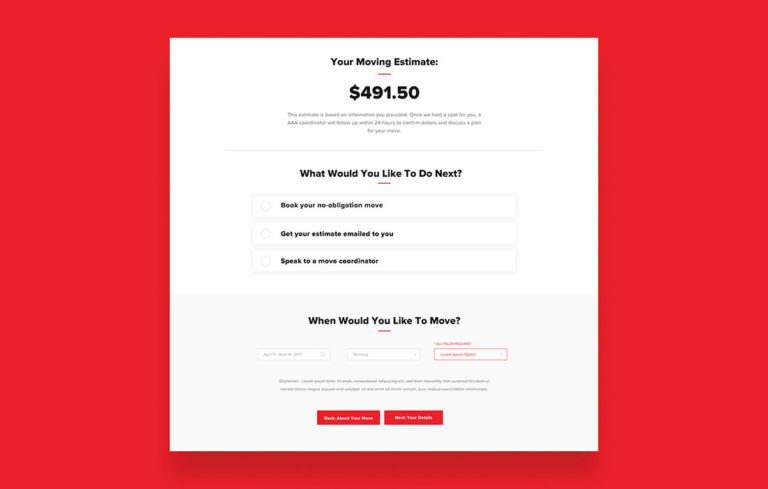 Your Moving Estimate:
$491.50
This estimate is based on information you provided. Once we hold a spot for you, a
AAA coordinator will follow up within 24 hours to confirm details and discuss a plan
for your move.
What Would You Like To Do Next?
Book your no-obligation move
Get your estimate emailed to you
Speak to a move coordinator
When Would You Like To Move?
* ALL FIELDS REQUIRED
Morning
Lorem Ipsum Option
Disclaimer: Lorem ipsum dolor sit amet, consectetuer adipiscing elit, sed diam nonummy nibh euismod tincidunt ut
laoreet dolore magna aliquam erat volutpat. Ut wisi enim ad minim veniam, quis nostrud exerci tation ullamcorper.
Back: About Your Move
Next: Your Details